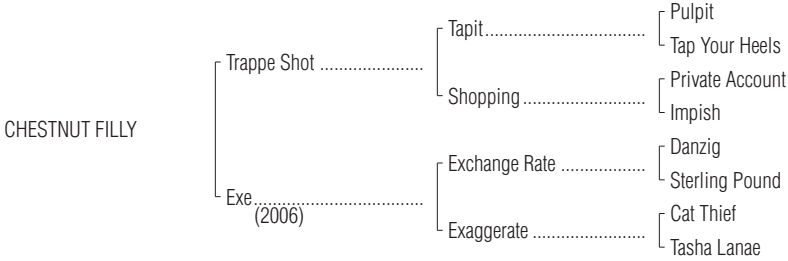 Pulpit
Tapit..................................
Tap Your Heels
Trappe Shot ......................
Private Account
Shopping..........................
Impish
CHESTNUT FILLY
Danzig
Exchange Rate ..................
Sterling Pound
Exe....................................
(2006)
Cat Thief
Exaggerate ........................
Tasha Lanae